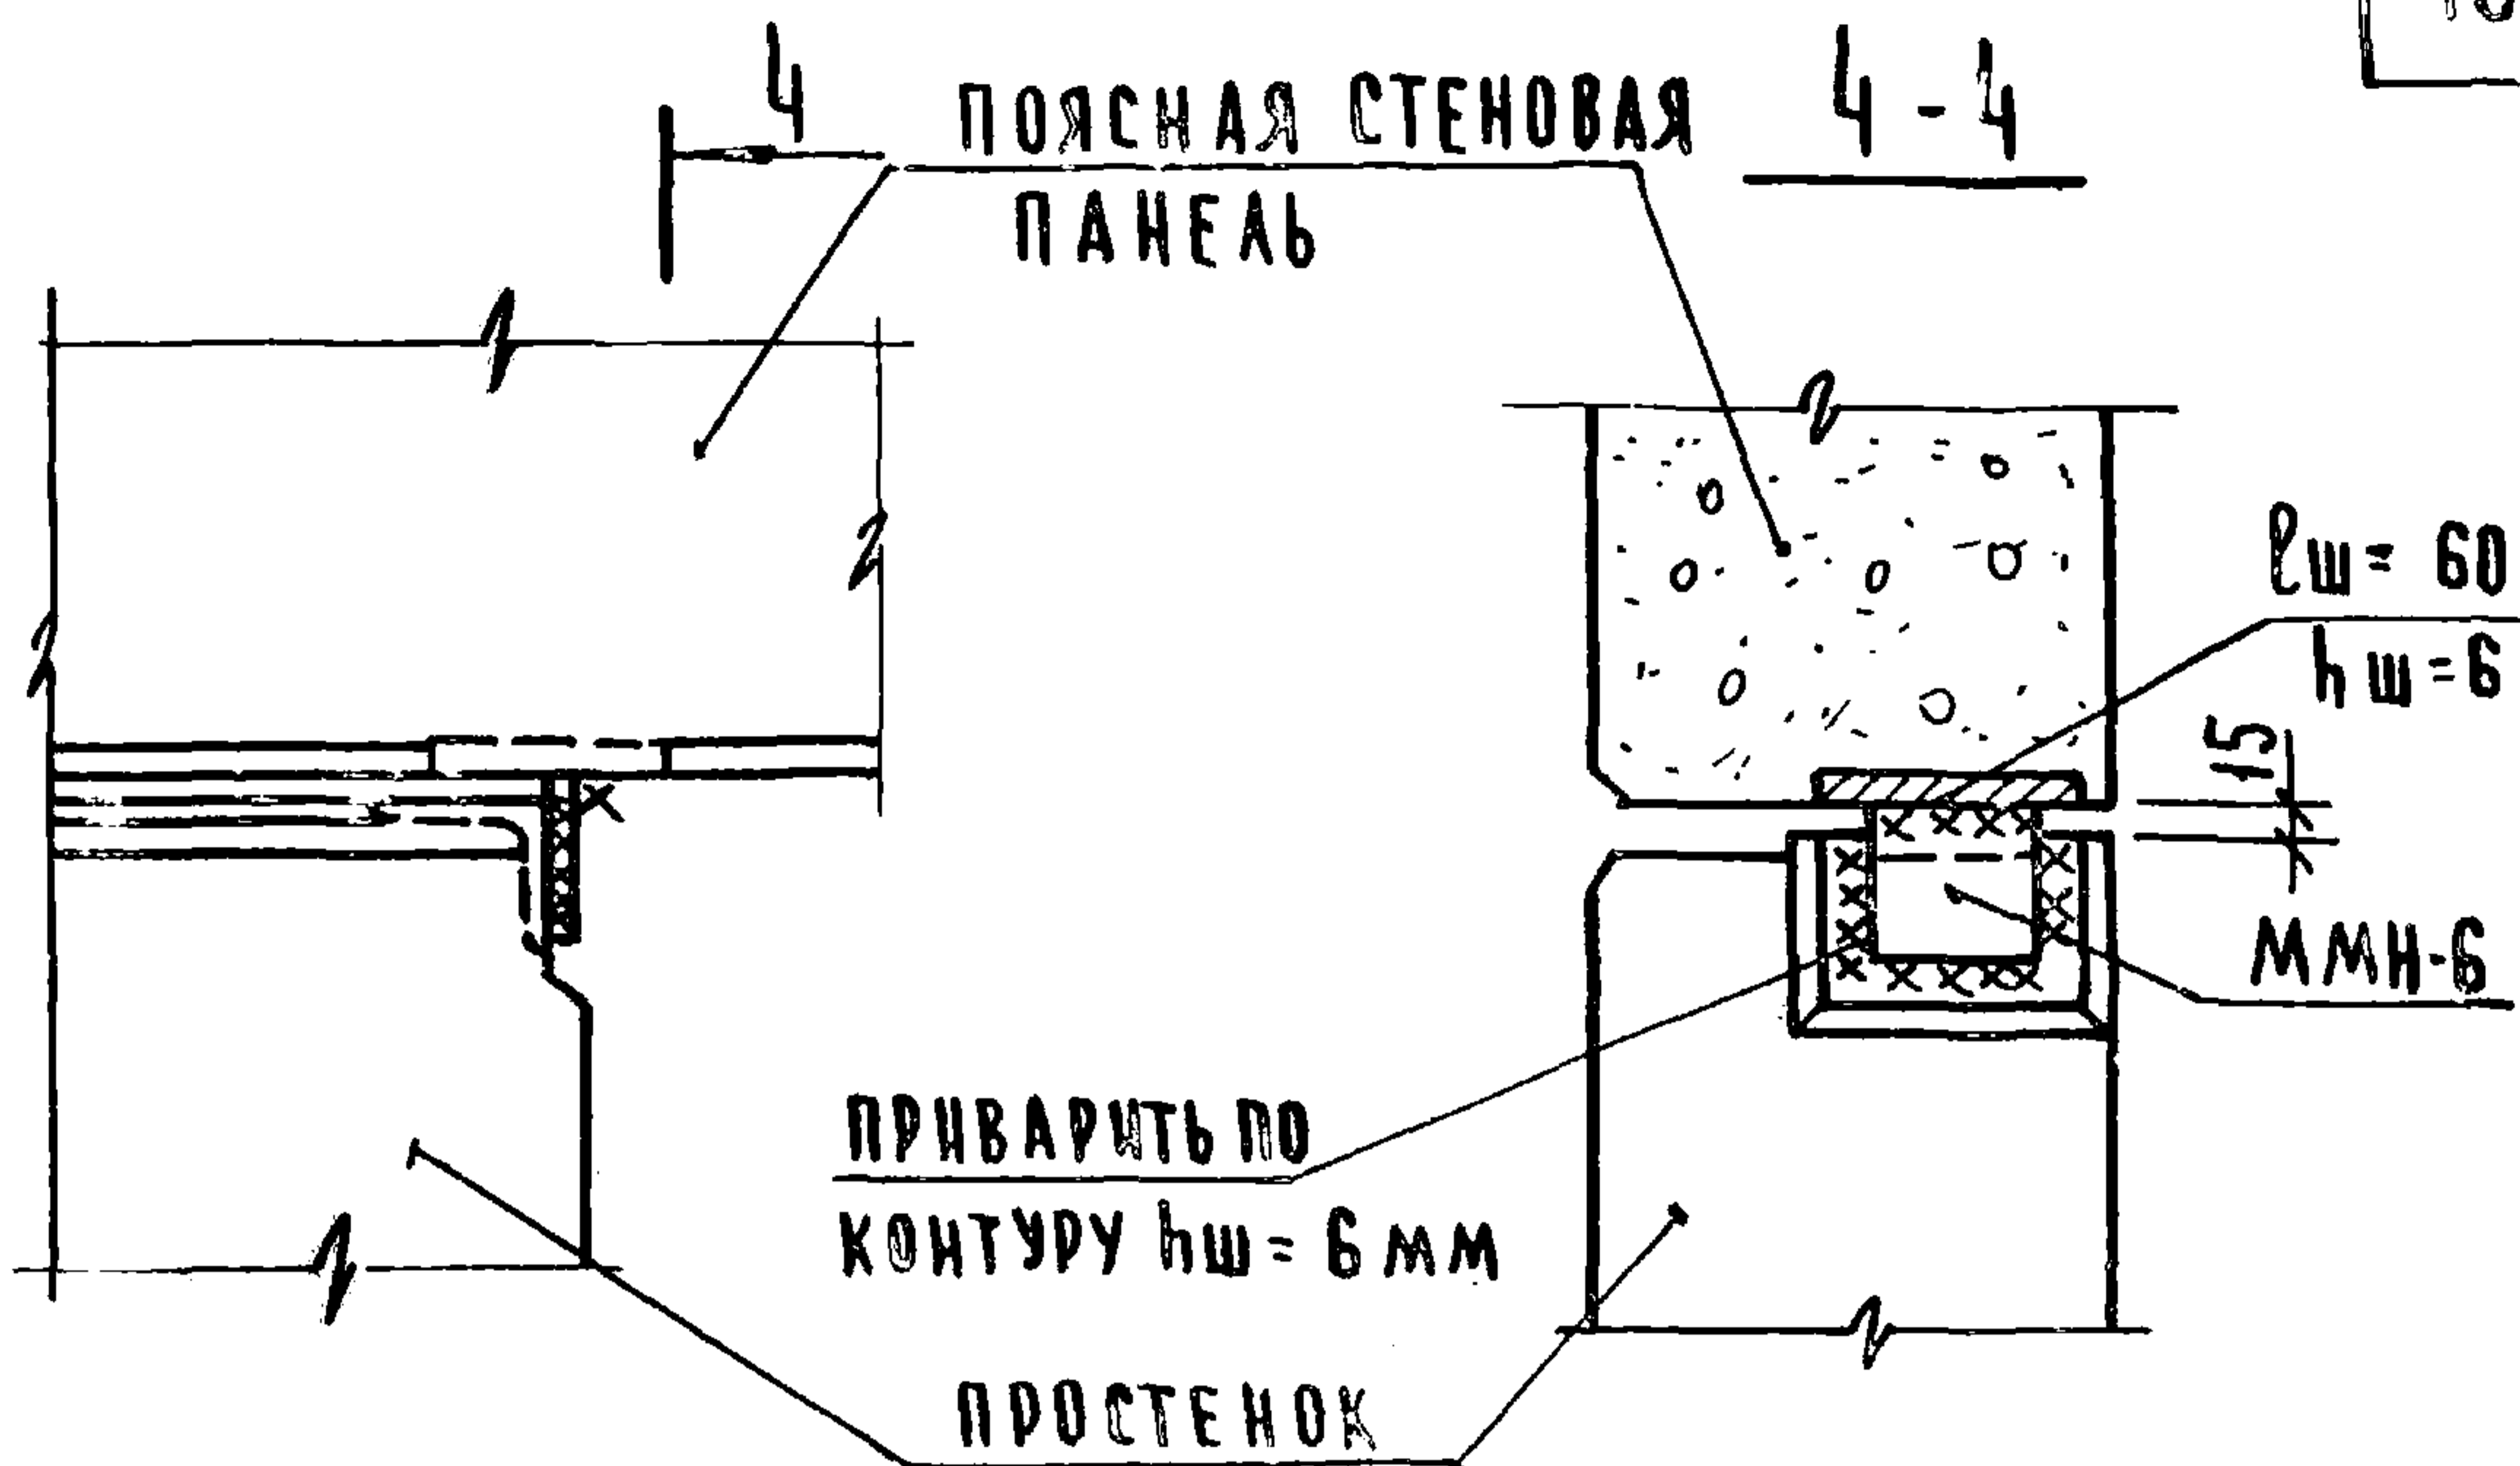 4
ПОЯСНАЯ СТЕНОВАЯ
ПАНЕЛЬ
4-4
ℓш= 60
hш=6
15
ММН-6
ПРИВАРИТЬ ПО
КОНТУРУ hш= 6 мм
ПРОСТЕНОК